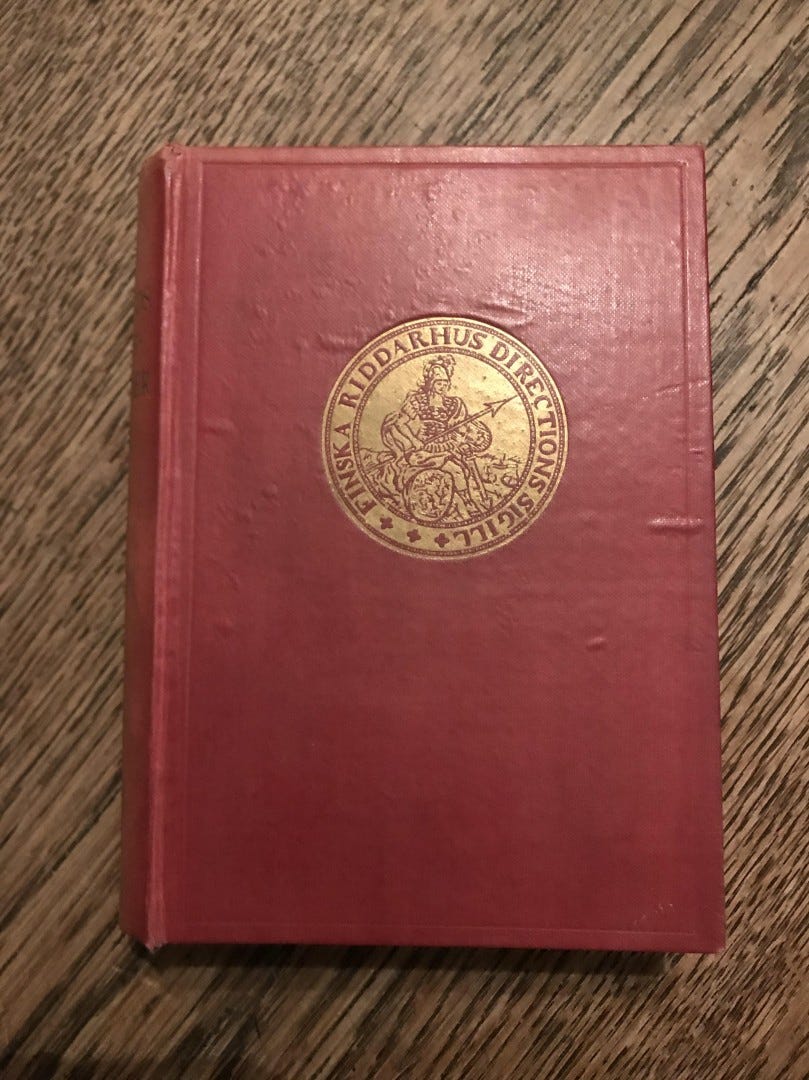 ✦ FINSKA RIDDARHUS DIRECTIONS SIGILL ✦ ✦ ✦